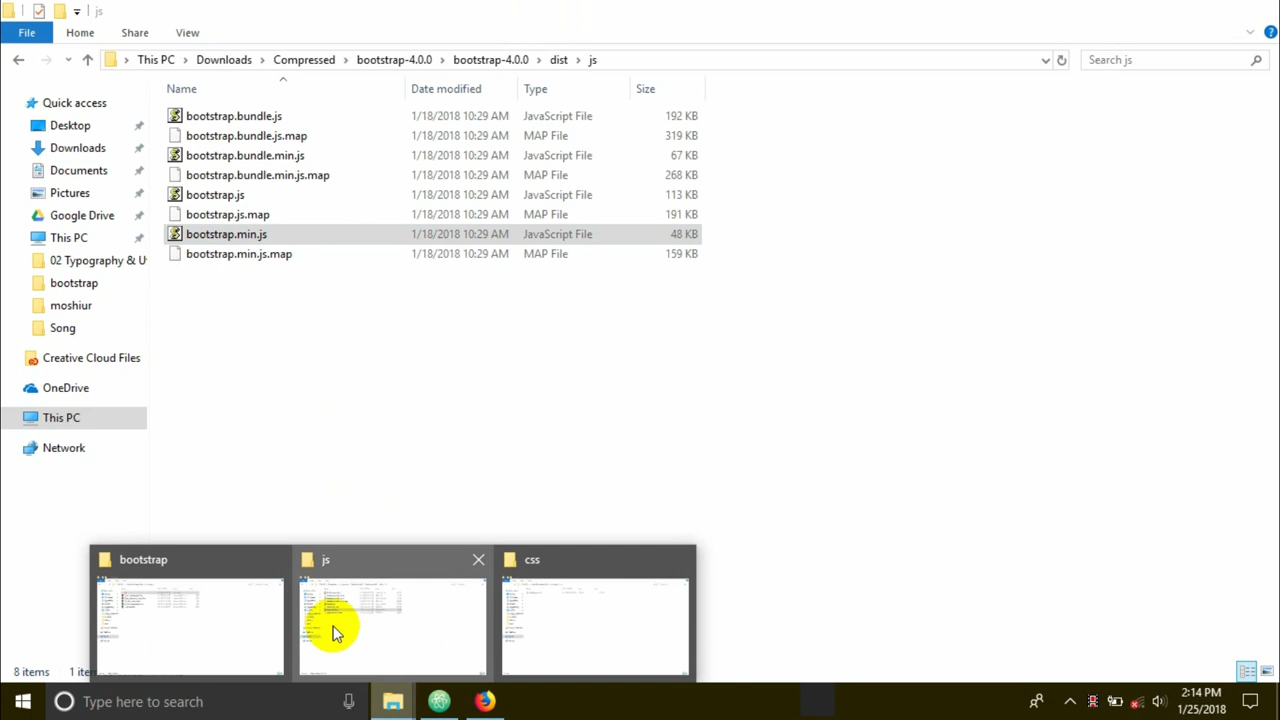 js
File Home Share View
This PC Downloads Compressed bootstrap-4.0.0 bootstrap-4.0.0 dist js Search js
Name Date modified Type Size
Quick access
Desktop
Downloads
Documents
Pictures
Google Drive
This PC
02 Typography & U
bootstrap
moshiur
Song
Creative Cloud Files
OneDrive
This PC
Network
bootstrap.bundle.js 1/18/2018 10:29 AM JavaScript File 192 KB
bootstrap.bundle.js.map 1/18/2018 10:29 AM MAP File 319 KB
bootstrap.bundle.min.js 1/18/2018 10:29 AM JavaScript File 67 KB
bootstrap.bundle.min.js.map 1/18/2018 10:29 AM MAP File 268 KB
bootstrap.js 1/18/2018 10:29 AM JavaScript File 113 KB
bootstrap.js.map 1/18/2018 10:29 AM MAP File 191 KB
bootstrap.min.js 1/18/2018 10:29 AM JavaScript File 48 KB
bootstrap.min.js.map 1/18/2018 10:29 AM MAP File 159 KB
bootstrap js css
8 items 1 ite
Type here to search
2:14 PM
1/25/2018